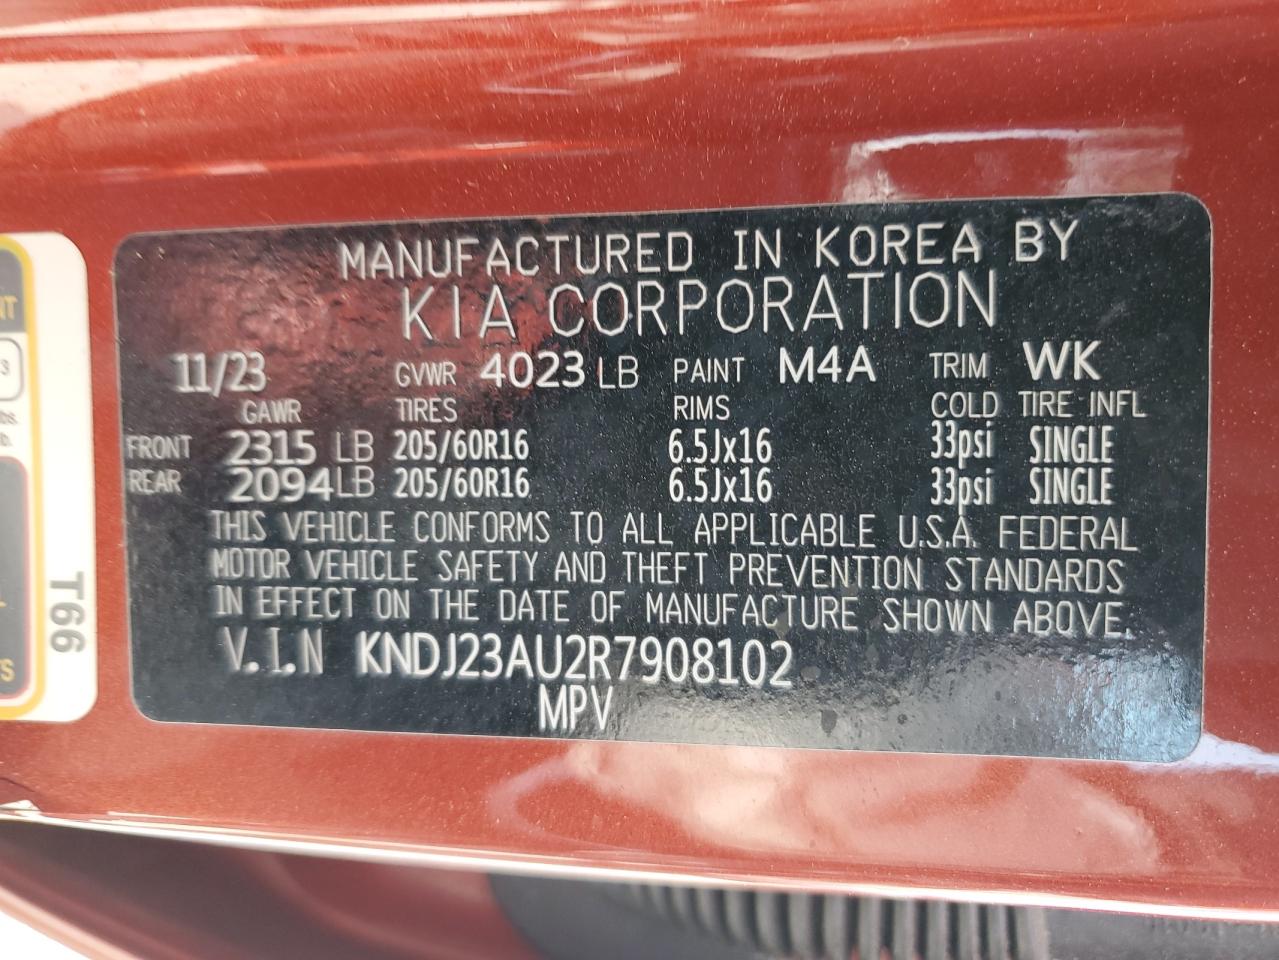 MANUFACTURED IN KOREA BY
KIA CORPORATION
11/23 GVWR 4023 LB PAINT M4A TRIM WK
GAWR TIRES RIMS COLD TIRE INFL
FRONT 2315 LB 205/60R16 6.5Jx16 33psi SINGLE
REAR 2094 LB 205/60R16 6.5Jx16 33psi SINGLE
THIS VEHICLE CONFORMS TO ALL APPLICABLE U.S.A. FEDERAL
MOTOR VEHICLE SAFETY AND THEFT PREVENTION STANDARDS
IN EFFECT ON THE DATE OF MANUFACTURE SHOWN ABOVE.
V.I.N KNDJ23AU2R7908102
MPV
T66